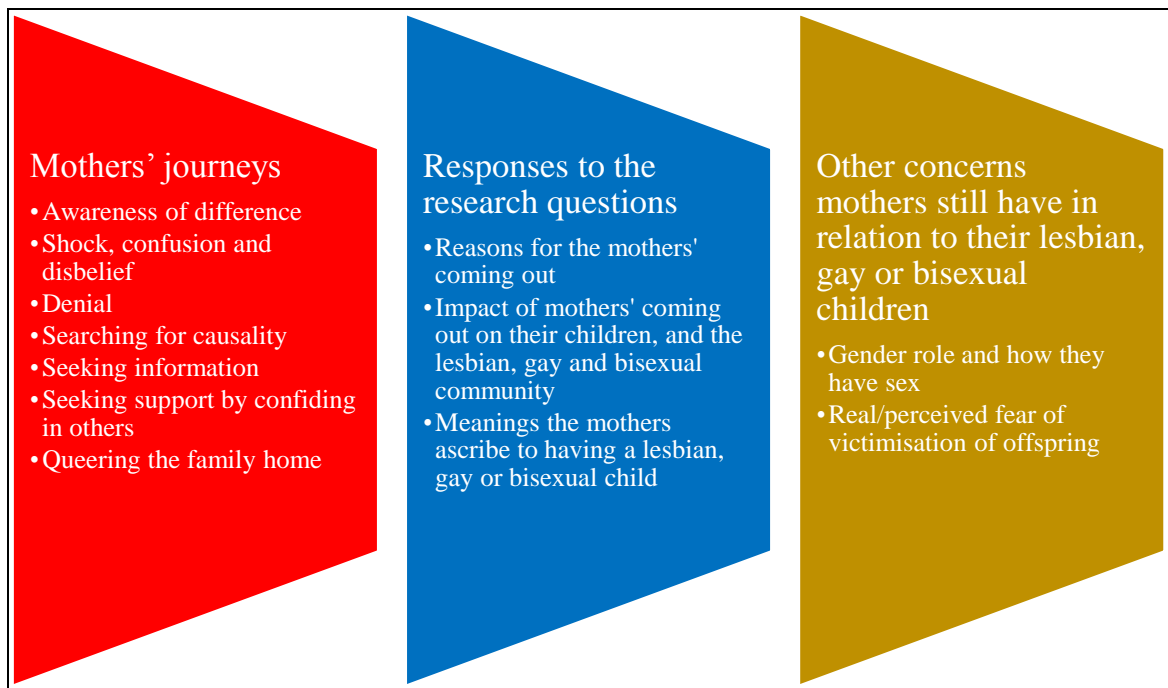 Mothers’ journeys
•Awareness of difference
•Shock, confusion and
disbelief
•Denial
•Searching for causality
•Seeking information
•Seeking support by confiding
in others
•Queering the family home
Responses to the
research questions
•Reasons for the mothers'
coming out
•Impact of mothers' coming
out on their children, and the
lesbian, gay and bisexual
community
•Meanings the mothers
ascribe to having a lesbian,
gay or bisexual child
Other concerns
mothers still have in
relation to their lesbian,
gay or bisexual
children
•Gender role and how they
have sex
•Real/perceived fear of
victimisation of offspring